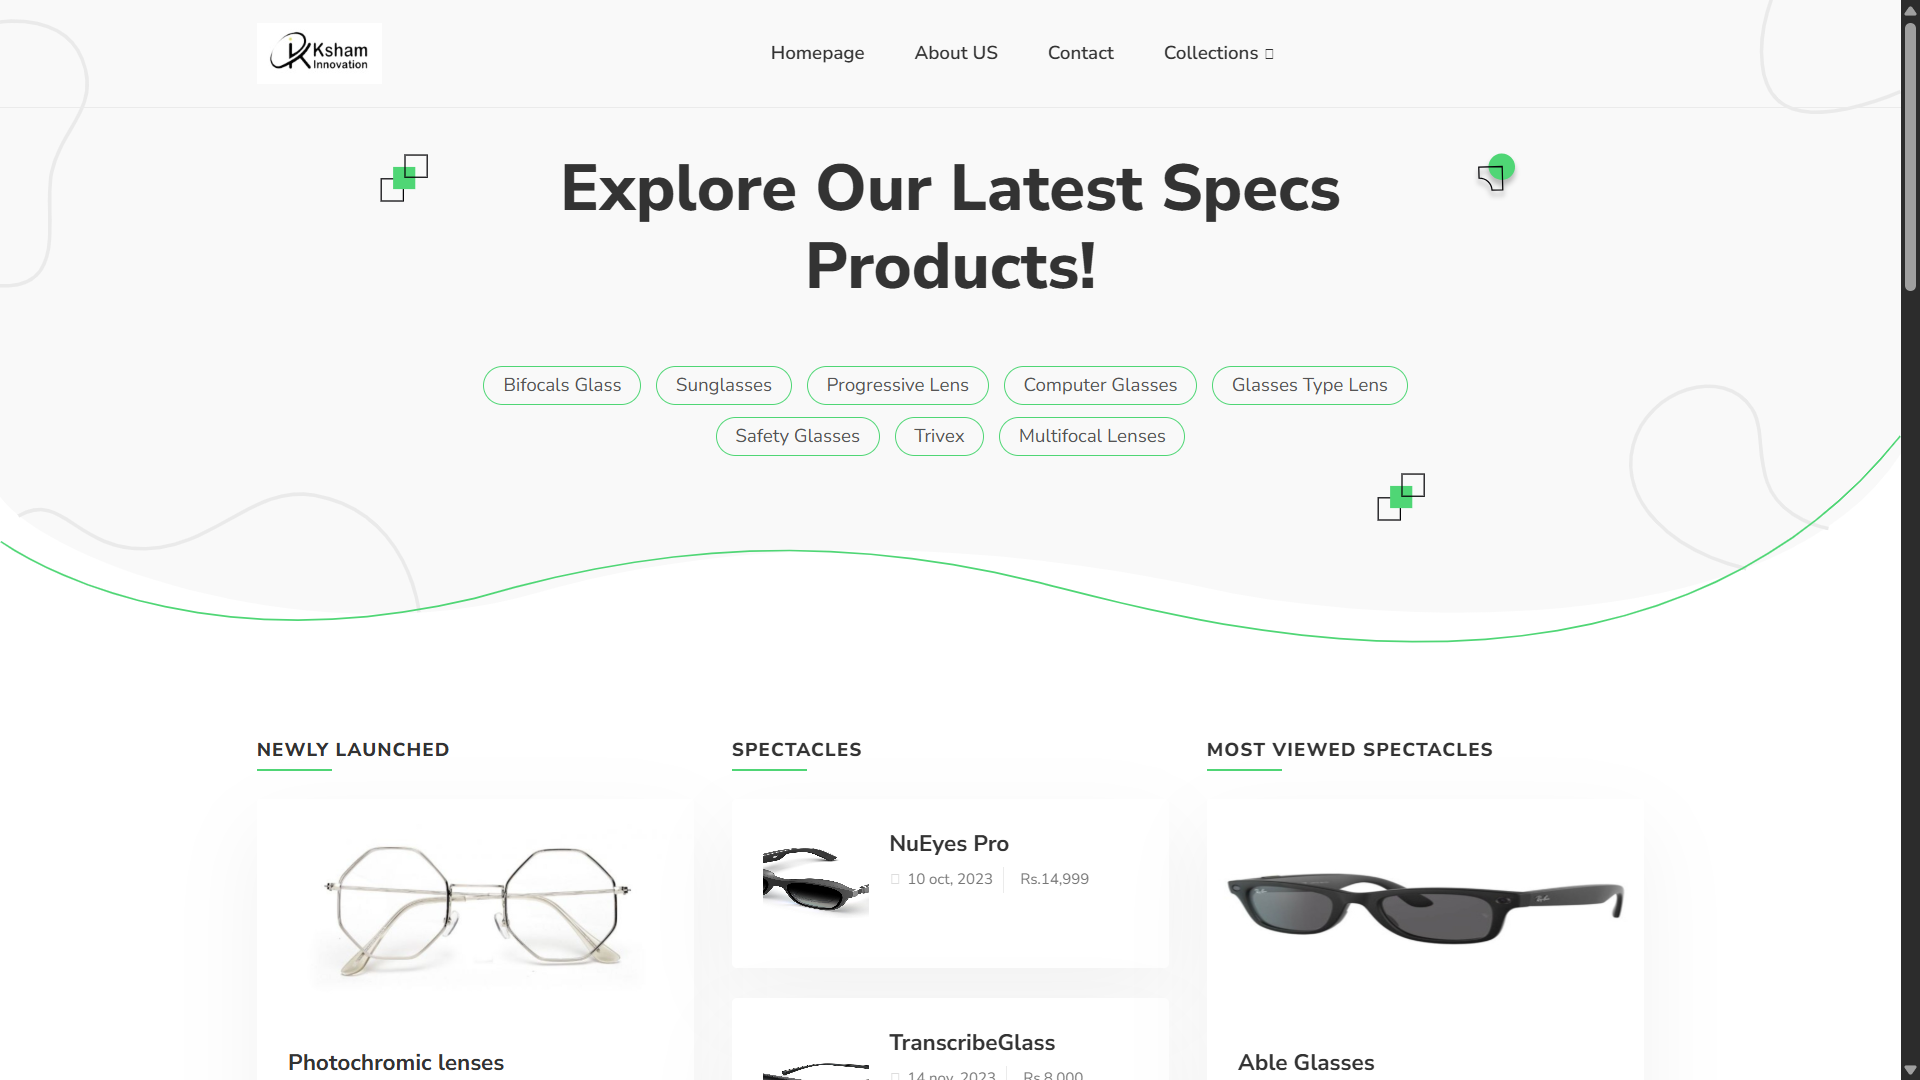 Ksham
Innovation
Homepage
About US
Contact
Collections
Explore Our Latest Specs
Products!
Bifocals Glass
Sunglasses
Progressive Lens
Computer Glasses
Glasses Type Lens
Safety Glasses
Trivex
Multifocal Lenses
NEWLY LAUNCHED
Photochromic lenses
SPECTACLES
NuEyes Pro
10 oct, 2023
Rs.14,999
TranscribeGlass
14 nov, 2023
Rs.8,000
MOST VIEWED SPECTACLES
Able Glasses